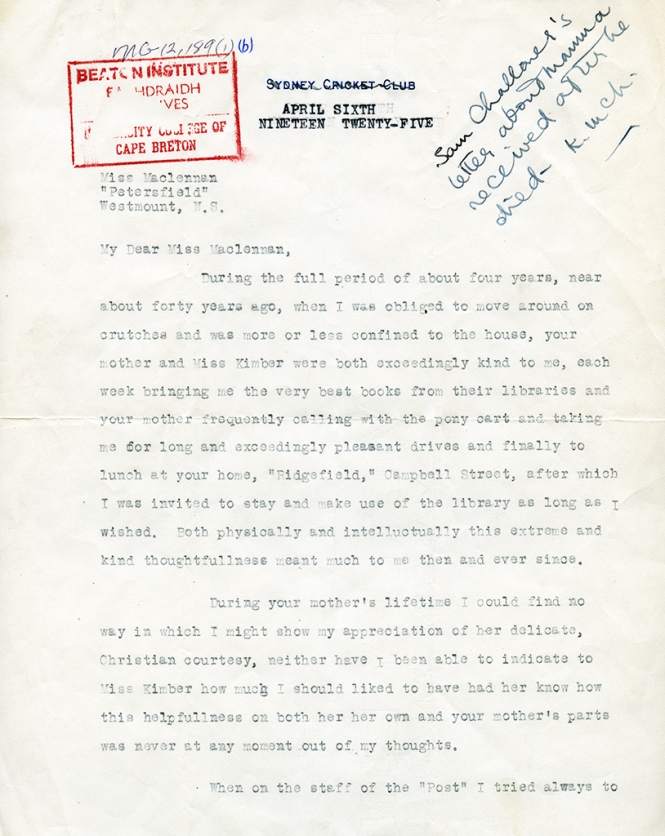 MG-12,189(1)(b)
BEATON INSTITUTE
CAPE BRETON
SYDNEY CRICKET CLUB
APRIL SIXTH
NINETEEN TWENTY-FIVE
Sam Challoner's
letter about mamma
received after he
died - K. McL.
Miss Maclennan
"Petersfield"
Westmount, N.S.
My Dear Miss Maclennan,
During the full period of about four years, near
about forty years ago, when I was obliged to move around on
crutches and was more or less confined to the house, your
mother and Miss Kimber were both exceedingly kind to me, each
week bringing me the very best books from their libraries and
your mother frequently calling with the pony cart and taking
me for long and exceedingly pleasant drives and finally to
lunch at your home, "Ridgefield," Campbell Street, after which
I was invited to stay and make use of the library as long as I
wished. Both physically and intelluctually this extreme and
kind thoughtfullness meant much to me then and ever since.
During your mother's lifetime I could find no
way in which I might show my appreciation of her delicate,
Christian courtesy, neither have I been able to indicate to
Miss Kimber how much I should liked to have had her know how
this helpfullness on both her her own and your mother's parts
was never at any moment out of my thoughts.
When on the staff of the "Post" I tried always to